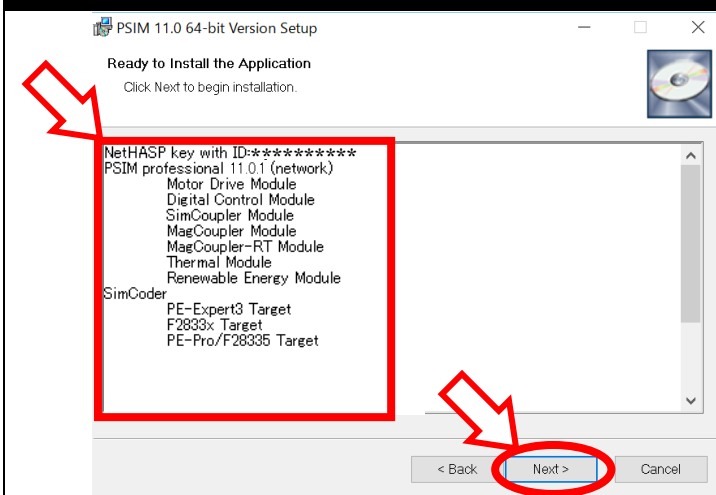 PSIM 11.0 64-bit Version Setup
Ready to Install the Application
Click Next to begin installation.
NetHASP key with ID:**********
PSIM professional 11.0.1 (network)
Motor Drive Module
Digital Control Module
SimCoupler Module
MagCoupler Module
MagCoupler-RT Module
Thermal Module
Renewable Energy Module
SimCoder
PE-Expert3 Target
F2833x Target
PE-Pro/F28335 Target
< Back Next > Cancel